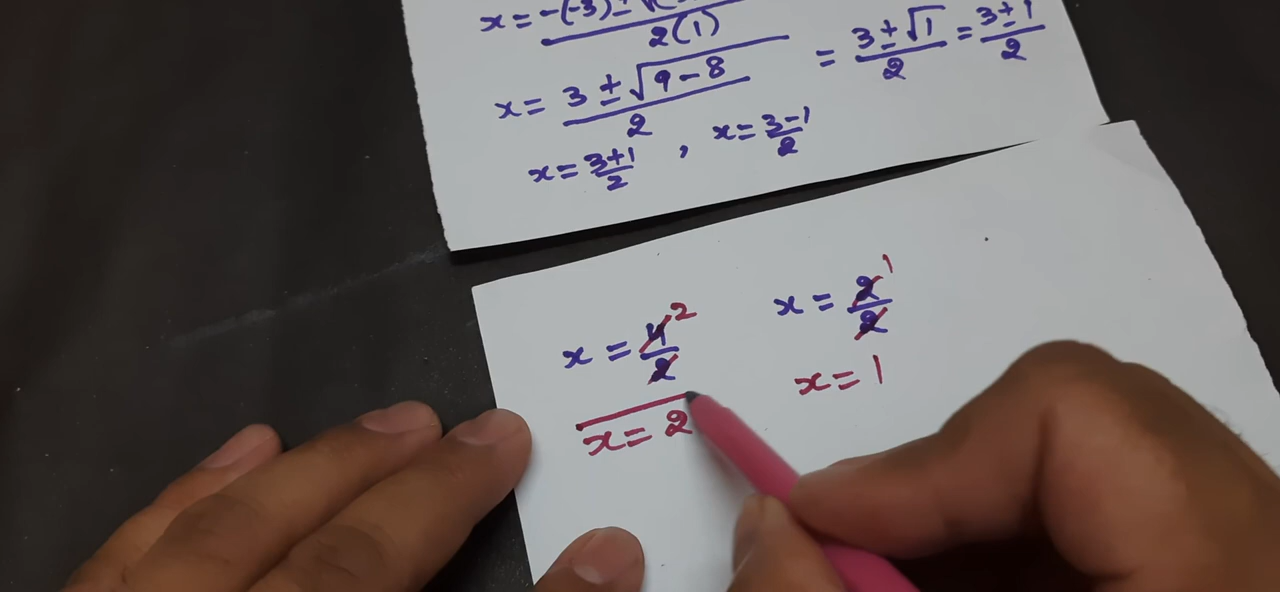 x = -(-3) ± √
2(1)
x = 3 ± √9 - 8 / 2 = 3 ± √1 / 2 = 3 ± 1 / 2
x = 3+1 / 2 , x = 3-1 / 2
x = 4 / 2 2 x = 2 / 2 1
x = 2 x = 1